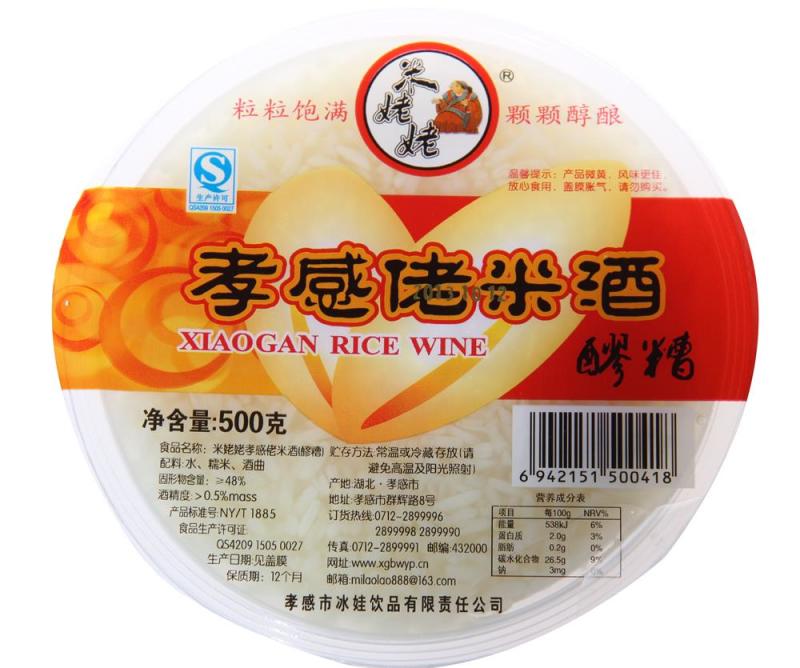 米姥姥
®
粒粒饱满
颗颗醇酿
生产许可
QS4209 1505 0027
温馨提示：产品微黄，风味更佳，
放心食用，盖膜胀气，请勿购买。
孝感佬米酒
2013 10 12
XIAOGAN RICE WINE
醪糟
净含量:500克
食品名称：米姥姥孝感佬米酒(醪糟)
配料:水、糯米、酒曲
固形物含量：≥48%
酒精度:>0.5%mass
产品标准号:NY/T 1885
食品生产许可证:
QS4209 1505 0027
生产日期:见盖膜
保质期：12个月
贮存方法:常温或冷藏存放(请
避免高温及阳光照射)
产地:湖北·孝感市
地址:孝感市群辉路8号
订货热线:0712-2899996
2899998 2899990
传真:0712-2899991 邮编:432000
网址:www.xgbwyp.cn
邮箱:milaolao888@163.com
6 942151 500418
营养成分表
项目 每100g NRV%
能量 538kJ 6%
蛋白质 2.0g 3%
脂肪 0.2g 0%
碳水化合物 26.5g 9%
钠 3mg 0%
孝感市冰娃饮品有限责任公司